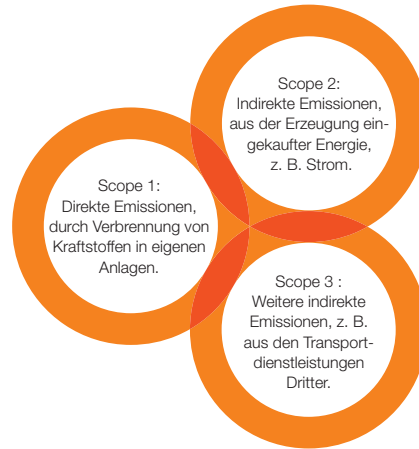 Scope 1:
Direkte Emissionen,
durch Verbrennung von
Kraftstoffen in eigenen
Anlagen.
Scope 2:
Indirekte Emissionen,
aus der Erzeugung ein-
gekaufter Energie,
z. B. Strom.
Scope 3 :
Weitere indirekte
Emissionen, z. B.
aus den Transport-
dienstleistungen
Dritter.